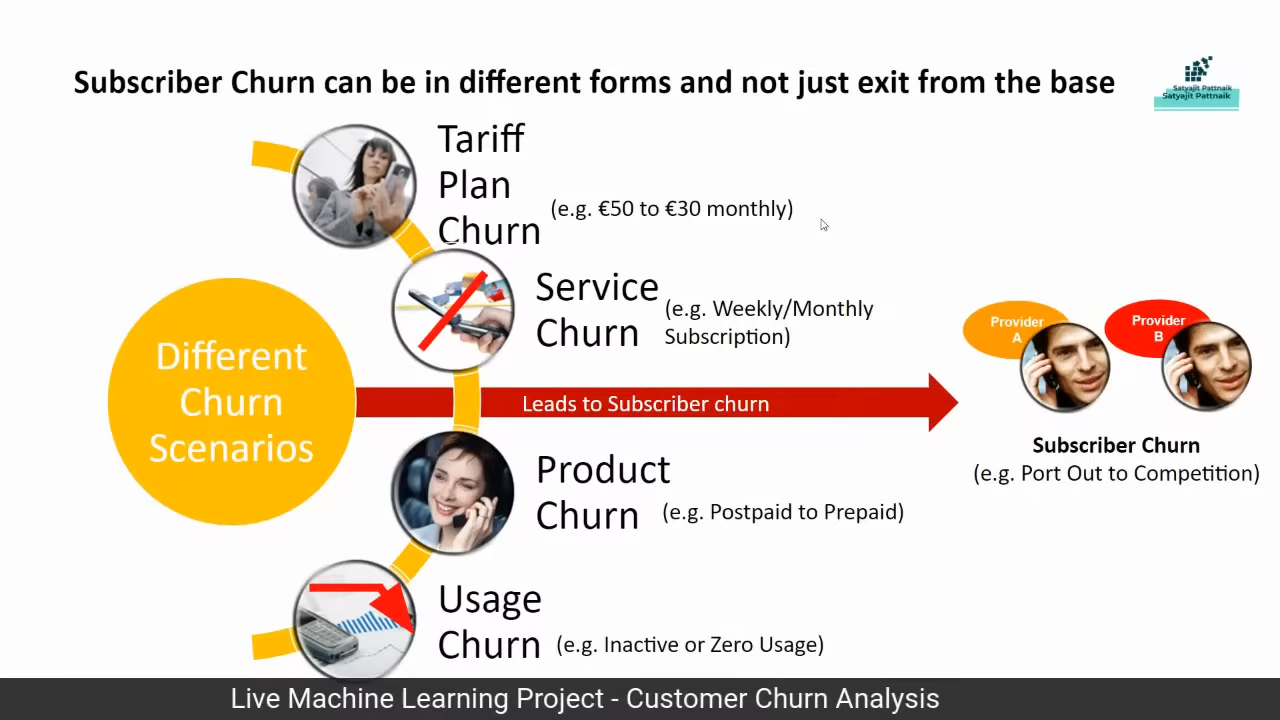 Subscriber Churn can be in different forms and not just exit from the base
Satyajit Pattnaik
Satyajit Pattnaik
Tariff
Plan
Churn
(e.g. €50 to €30 monthly)
Service
Churn
(e.g. Weekly/Monthly
Subscription)
Different
Churn
Scenarios
Leads to Subscriber churn
Provider
A
Provider
B
Subscriber Churn
(e.g. Port Out to Competition)
Product
Churn
(e.g. Postpaid to Prepaid)
Usage
Churn
(e.g. Inactive or Zero Usage)
Live Machine Learning Project - Customer Churn Analysis